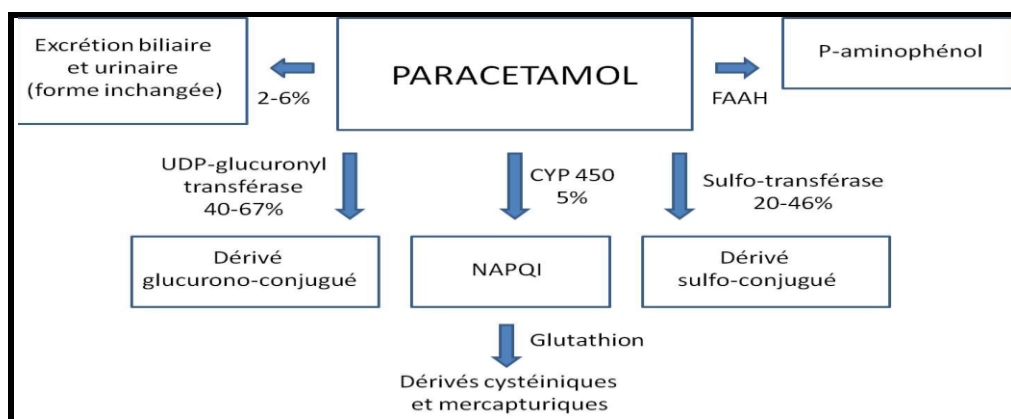 Excrétion biliaire
et urinaire
(forme inchangée)
2-6%
PARACETAMOL
FAAH
P-aminophénol
UDP-glucuronyl
transférase
40-67%
CYP 450
5%
Sulfo-transférase
20-46%
Dérivé
glucurono-conjugué
NAPQI
Dérivé
sulfo-conjugué
Glutathion
Dérivés cystéiniques
et mercapturiques